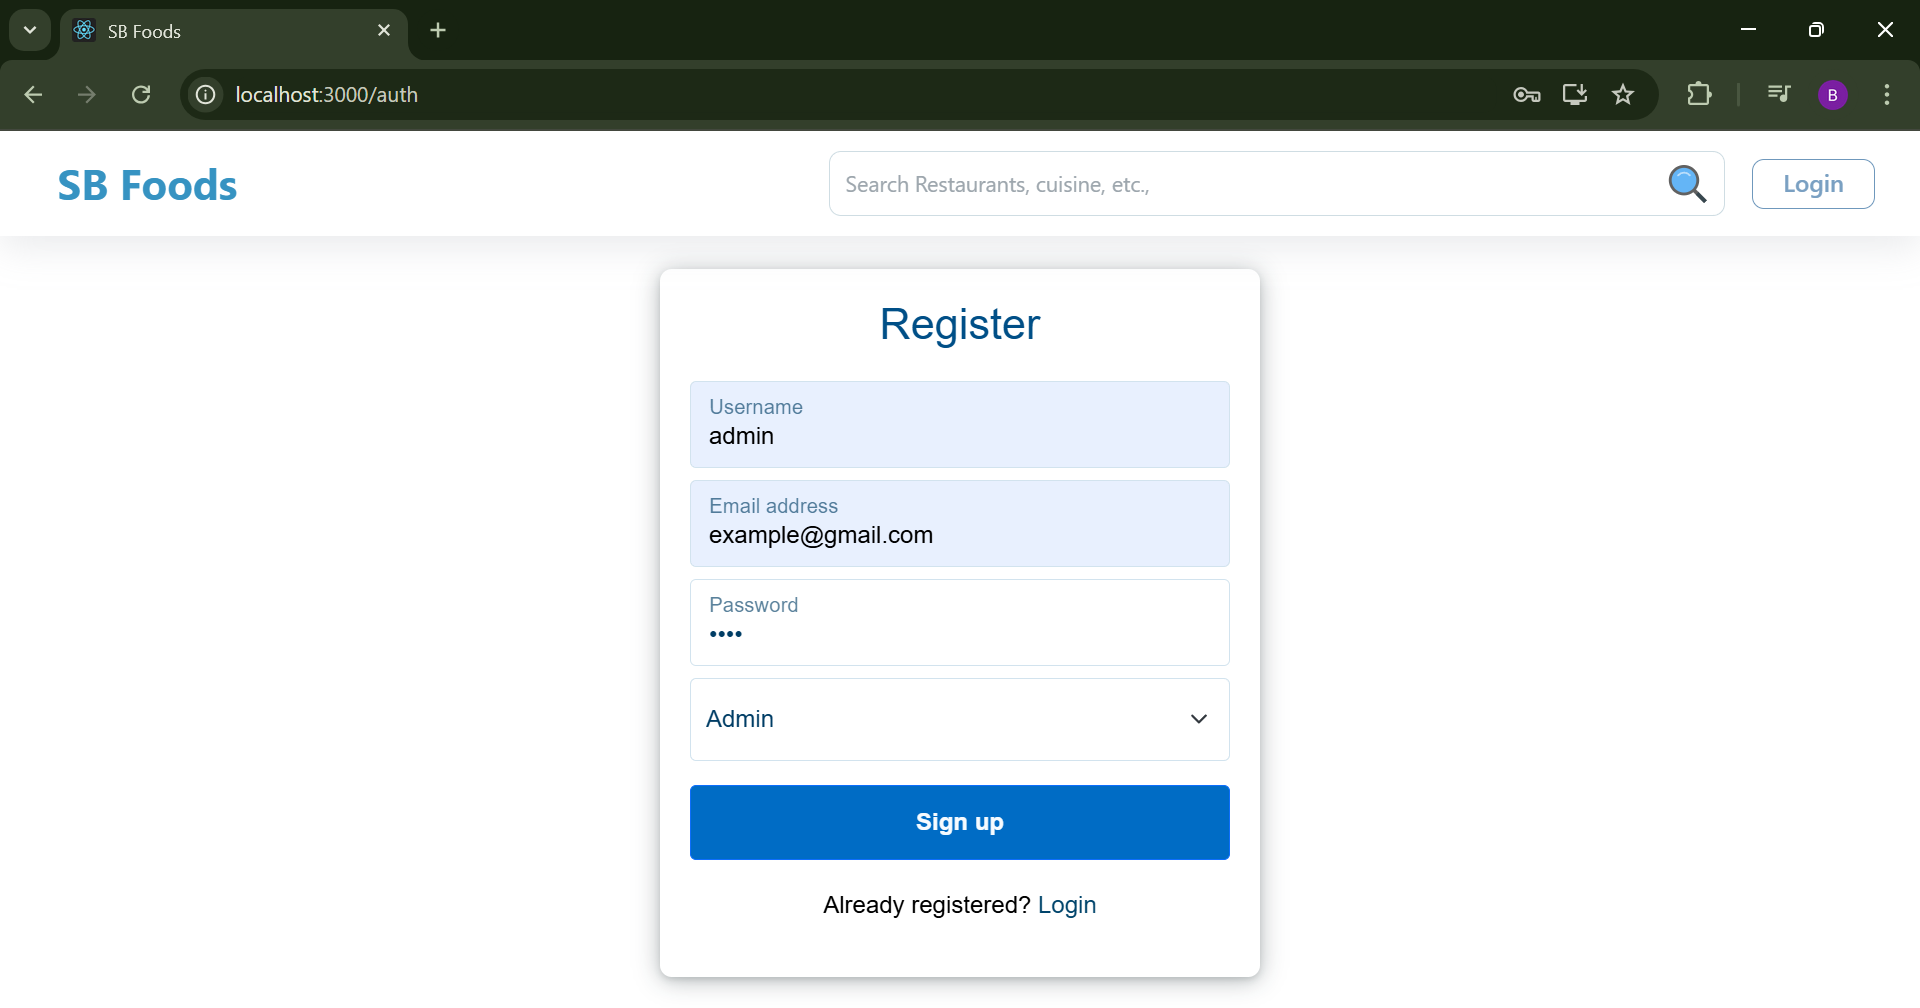 SB Foods
localhost:3000/auth
B
SB Foods
Search Restaurants, cuisine, etc.,
Login
Register
Username
admin
Email address
example@gmail.com
Password
••••
Admin
Sign up
Already registered? Login